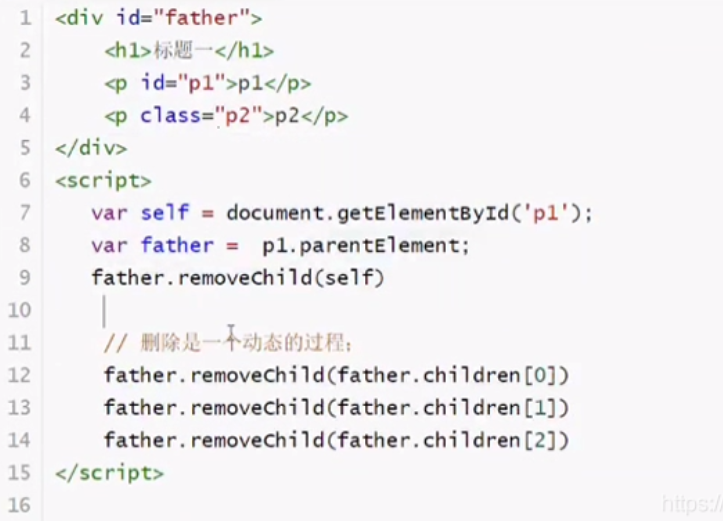 1 <div id="father">
2 <h1>标题一</h1>
3 <p id="p1">p1</p>
4 <p class="p2">p2</p>
5 </div>
6 <script>
7 var self = document.getElementById('p1');
8 var father = p1.parentElement;
9 father.removeChild(self)
10
11 // 删除是一个动态的过程;
12 father.removeChild(father.children[0])
13 father.removeChild(father.children[1])
14 father.removeChild(father.children[2])
15 </script>
16
https://